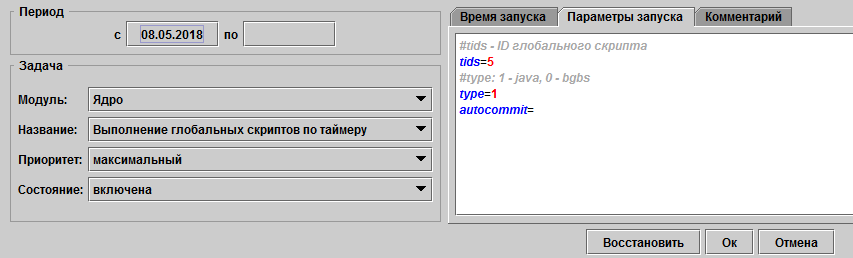 Период
с 08.05.2018 по
Задача
Модуль: Ядро
Название: Выполнение глобальных скриптов по таймеру
Приоритет: максимальный
Состояние: включена
Время запуска Параметры запуска Комментарий
#tids - ID глобального скрипта
tids=5
#type: 1 - java, 0 - bgbs
type=1
autocommit=
Восстановить Ок Отмена